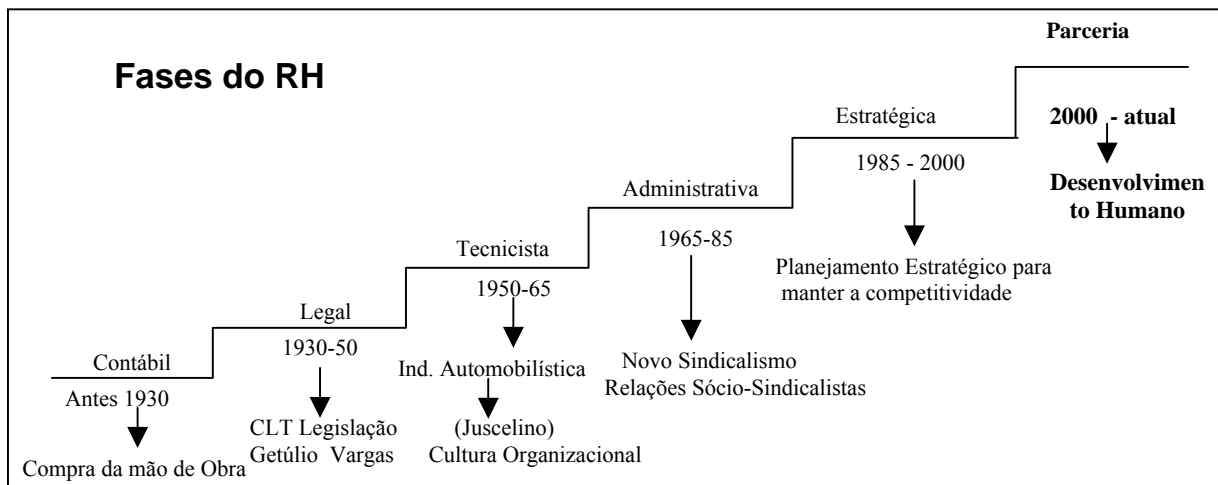 Fases do RH
Contábil
Antes 1930
Compra da mão de Obra
Legal
1930-50
CLT Legislação
Getúlio Vargas
Tecnicista
1950-65
Ind. Automobilística
(Juscelino)
Cultura Organizacional
Administrativa
1965-85
Novo Sindicalismo
Relações Sócio-Sindicalistas
Estratégica
1985 - 2000
Planejamento Estratégico para
manter a competitividade
Parceria
2000 - atual
Desenvolvimen
to Humano